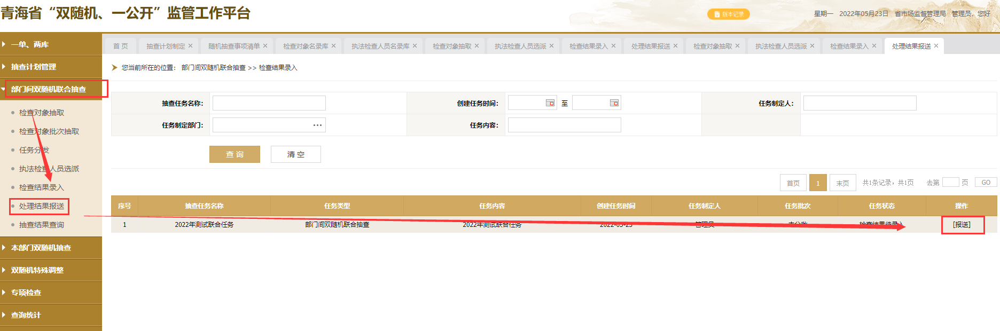 青海省“双随机、一公开”监管工作平台
版本记录
星期一 2022年05月23日 省市场监督管理局 管理员，您好
一单、两库
抽查计划管理
部门间双随机联合抽查
检查对象抽取
检查对象批次抽取
任务分发
执法检查人员选派
检查结果录入
处理结果报送
抽查结果查询
本部门双随机抽查
双随机特殊调整
专项检查
查询统计
首 页 抽查计划制定 × 随机抽查事项清单 × 检查对象名录库 × 执法检查人员名录库 × 检查对象抽取 × 执法检查人员选派 × 检查结果录入 × 处理结果报送 × 检查对象抽取 × 执法检查人员选派 × 检查结果录入 × 处理结果报送 ×
您当前所在的位置： 部门间双随机联合抽查 >> 检查结果录入
抽查任务名称： 创建任务时间： 至 任务制定人：
任务制定部门： ••• 任务内容：
查 询 清 空
首页 1 末页 共1条记录，共1页 去第 页 GO
序号 抽查任务名称 任务类型 任务内容 创建任务时间 任务制定人 任务批次 任务状态 操作
1 2022年测试联合任务 部门间双随机联合抽查 2022年测试联合任务 2022-05-23 管理员 未分批 检查结果待录入 [报送]